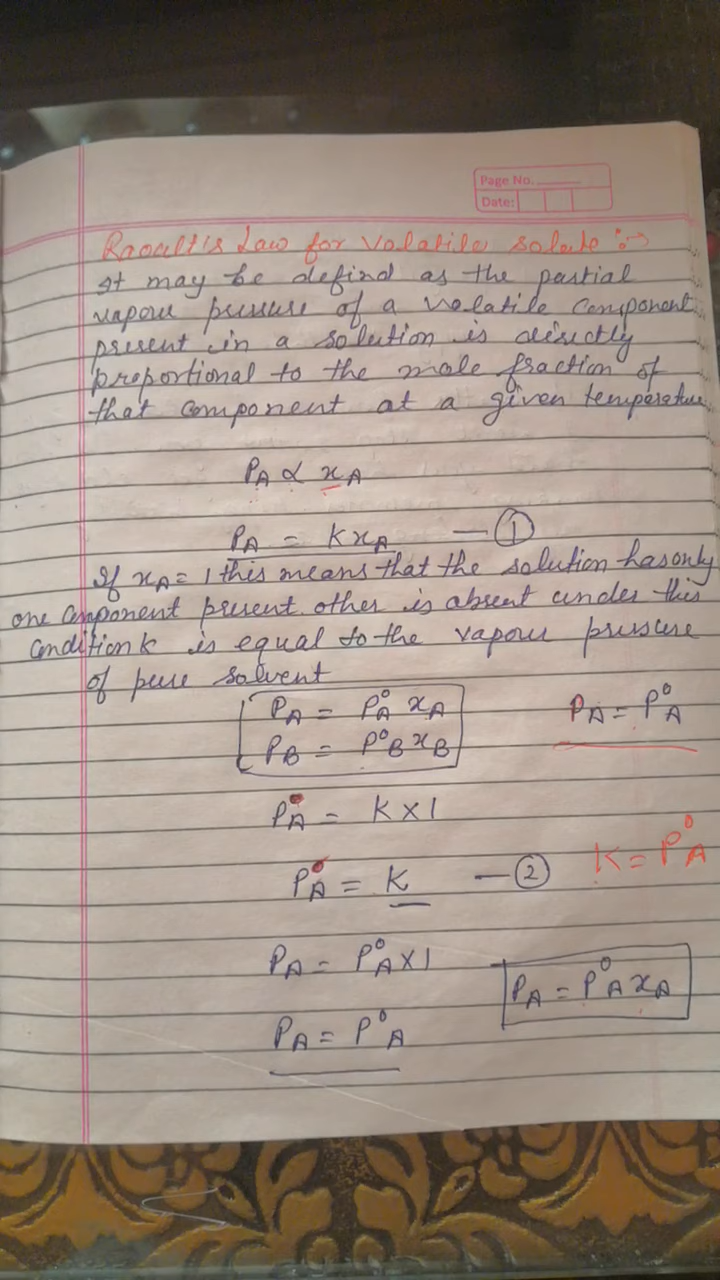 Page No.
Date:
Raoult's Law for Volatile solute :->
It may be defind as the partial
vapour pressure of a volatile component
present in a solution is directly
proportional to the mole fraction of
that component at a given temperature
PA ∝ xA
PA = KxA — ①
If xA = 1 this means that the solution has only
one component present other is absent under this
condition k is equal to the vapour pressure
of pure solvent
PA = P°A xA
PB = P°B xB
PA = P°A
PA = K×1
PA = K — ②
K = P°A
PA = P°A×1
PA = P°A xA
PA = P°A